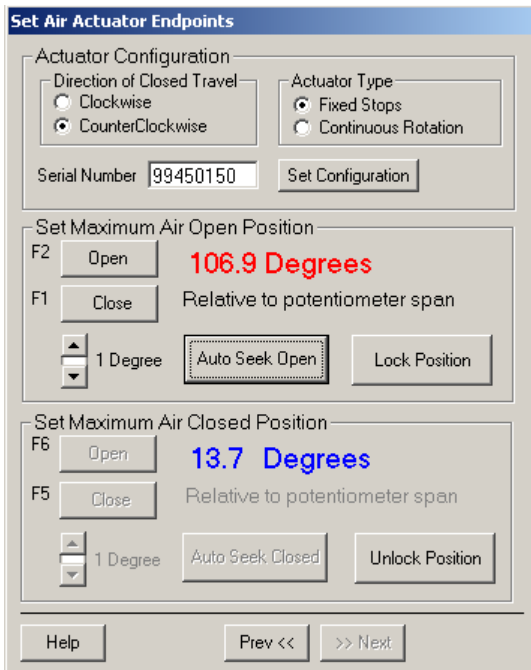 Set Air Actuator Endpoints
Actuator Configuration
Direction of Closed Travel
Clockwise
CounterClockwise
Actuator Type
Fixed Stops
Continuous Rotation
Serial Number 99450150 Set Configuration
Set Maximum Air Open Position
F2 Open 106.9 Degrees
F1 Close Relative to potentiometer span
1 Degree Auto Seek Open Lock Position
Set Maximum Air Closed Position
F6 Open 13.7 Degrees
F5 Close Relative to potentiometer span
1 Degree Auto Seek Closed Unlock Position
Help Prev << >> Next